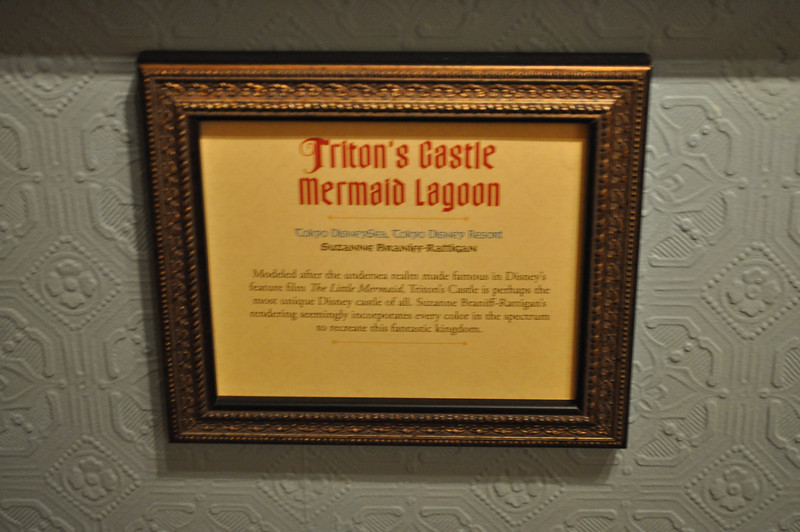 Triton's Castle
Mermaid Lagoon
Tokyo DisneySea, Tokyo Disney Resort
Suzanne Braniff-Rattigan
Modeled after the undersea realm made famous in Disney's
feature film The Little Mermaid, Triton's Castle is perhaps the
most unique Disney castle of all. Suzanne Braniff-Rattigan's
rendering seemingly incorporates every color in the spectrum
to recreate this fantastic kingdom.